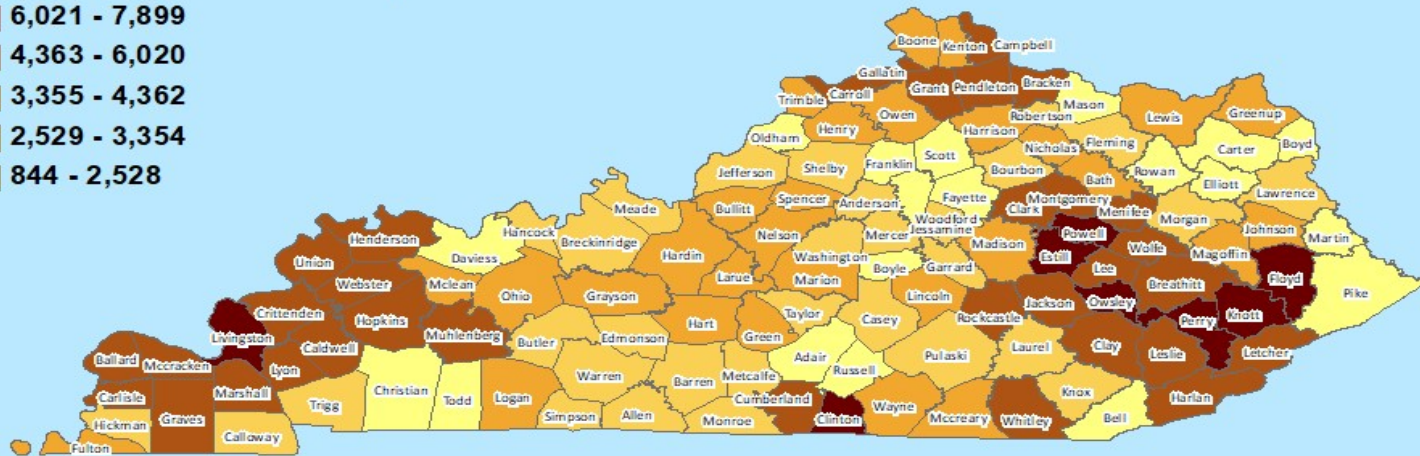 6,021 - 7,899
4,363 - 6,020
3,355 - 4,362
2,529 - 3,354
844 - 2,528
Boone
Kenton
Campbell
Gallatin
Grant
Pendleton
Bracken
Mason
Trimble
Carroll
Owen
Robertson
Lewis
Greenup
Oldham
Henry
Harrison
Nicholas
Fleming
Carter
Boyd
Jefferson
Shelby
Franklin
Scott
Bourbon
Bath
Rowan
Elliott
Lawrence
Meade
Bullitt
Spencer
Anderson
Woodford
Fayette
Clark
Montgomery
Menifee
Morgan
Johnson
Martin
Henderson
Daviess
Hancock
Breckinridge
Hardin
Nelson
Washington
Mercer
Jessamine
Madison
Estill
Powell
Wolfe
Magoffin
Floyd
Pike
Union
Webster
Mclean
Ohio
Grayson
Larue
Marion
Boyle
Garrard
Lincoln
Lee
Owsley
Breathitt
Knott
Livingston
Crittenden
Hopkins
Muhlenberg
Butler
Edmonson
Hart
Green
Taylor
Casey
Rockcastle
Jackson
Perry
Ballard
Mccracken
Lyon
Caldwell
Warren
Barren
Metcalfe
Adair
Russell
Pulaski
Laurel
Clay
Leslie
Letcher
Carlisle
Graves
Marshall
Trigg
Christian
Todd
Logan
Simpson
Allen
Monroe
Cumberland
Clinton
Wayne
Mccreary
Whitley
Knox
Bell
Harlan
Hickman
Fulton
Calloway